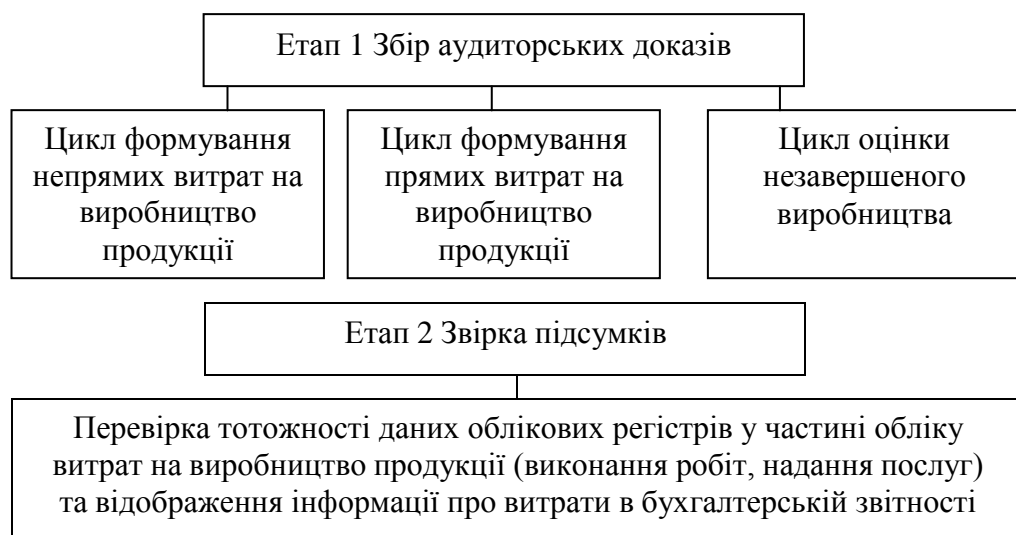 Етап 1 Збір аудиторських доказів
Цикл формування
непрямих витрат на
виробництво
продукції
Цикл формування
прямих витрат на
виробництво
продукції
Цикл оцінки
незавершеного
виробництва
Етап 2 Звірка підсумків
Перевірка тотожності даних облікових регістрів у частині обліку
витрат на виробництво продукції (виконання робіт, надання послуг)
та відображення інформації про витрати в бухгалтерській звітності